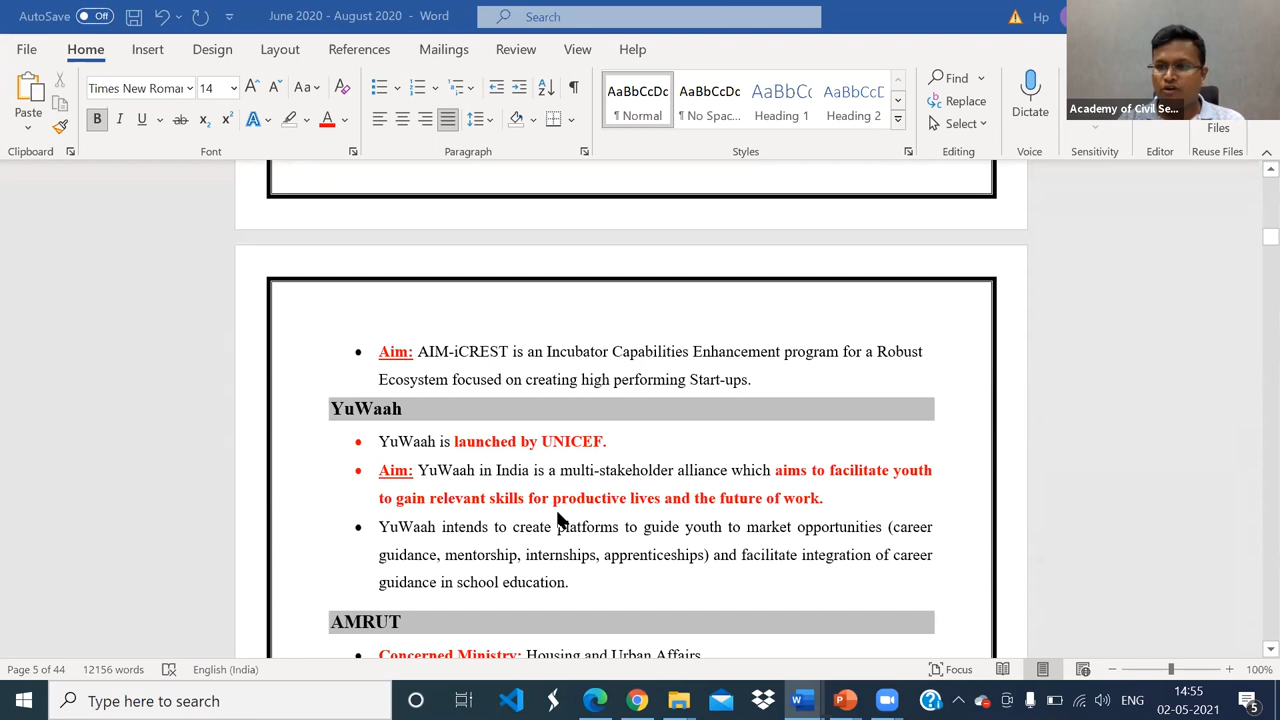 AutoSave Off June 2020 - August 2020 - Word Search Hp
File Home Insert Design Layout References Mailings Review View Help
Academy of Civil Se...
Paste Times New Roma 14 Aa AaBbCcDc AaBbCcDc AaBbCc AaBbCcD Find Replace Select Dictate Files
¶ Normal ¶ No Spac... Heading 1 Heading 2
Clipboard Font Paragraph Styles Editing Voice Sensitivity Editor Reuse Files
• Aim: AIM-iCREST is an Incubator Capabilities Enhancement program for a Robust
Ecosystem focused on creating high performing Start-ups.
YuWaah
• YuWaah is launched by UNICEF.
• Aim: YuWaah in India is a multi-stakeholder alliance which aims to facilitate youth
to gain relevant skills for productive lives and the future of work.
• YuWaah intends to create platforms to guide youth to market opportunities (career
guidance, mentorship, internships, apprenticeships) and facilitate integration of career
guidance in school education.
AMRUT
• Concerned Ministry: Housing and Urban Affairs
Page 5 of 44 12156 words English (India) Focus 100%
Type here to search ENG 14:55
02-05-2021 5